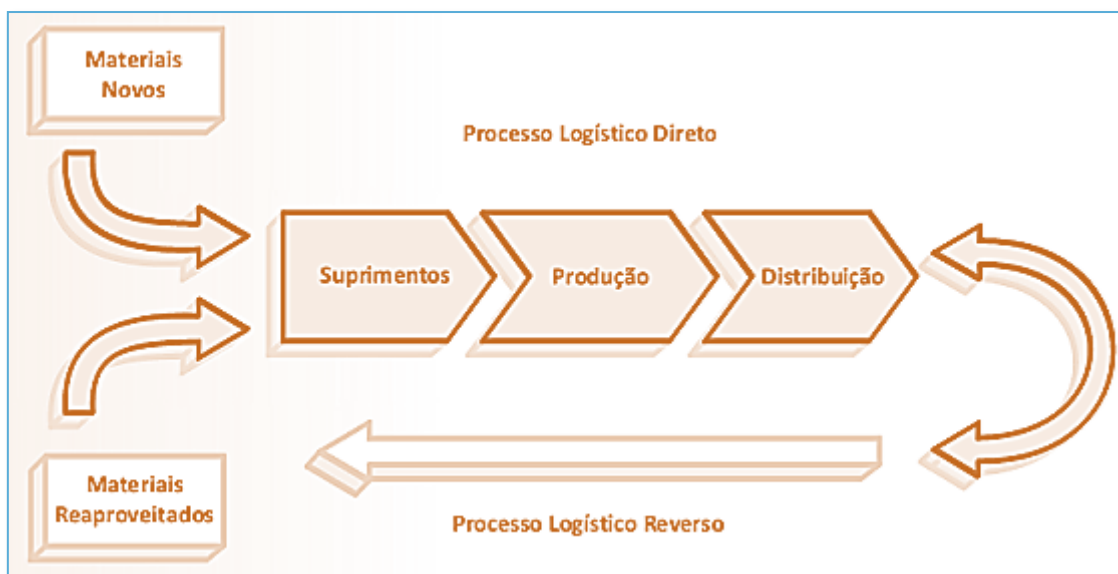 Materiais
Novos
Processo Logístico Direto
Suprimentos
Produção
Distribuição
Materiais
Reaproveitados
Processo Logístico Reverso